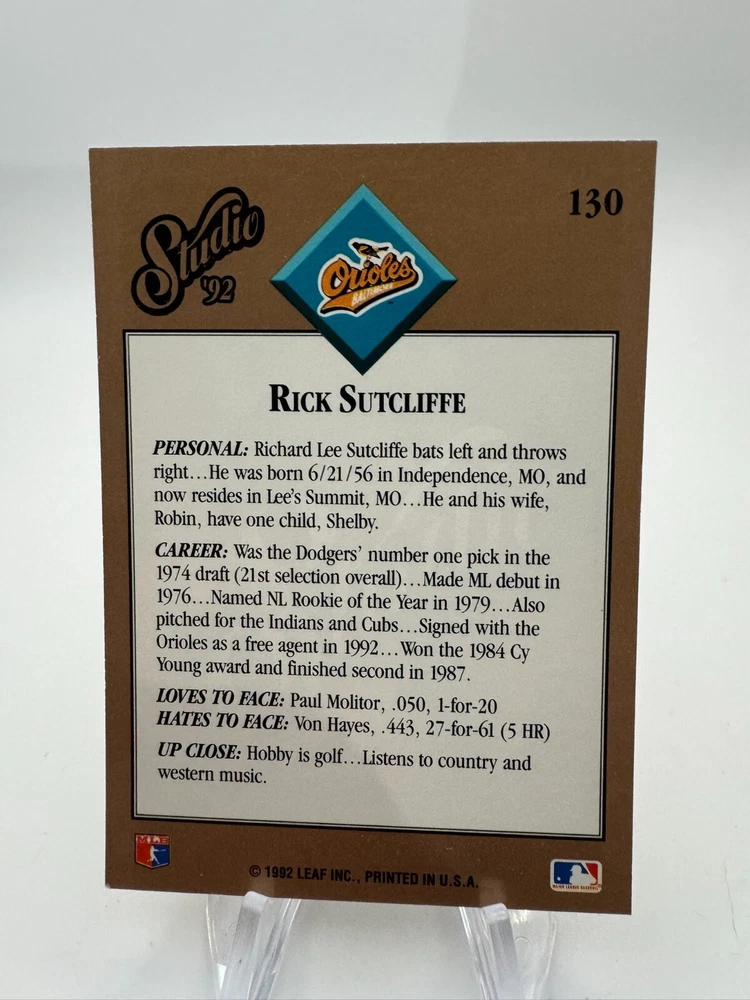 Studio '92
130
Orioles
BALTIMORE
RICK SUTCLIFFE
PERSONAL: Richard Lee Sutcliffe bats left and throws
right...He was born 6/21/56 in Independence, MO, and
now resides in Lee's Summit, MO...He and his wife,
Robin, have one child, Shelby.
CAREER: Was the Dodgers' number one pick in the
1974 draft (21st selection overall)...Made ML debut in
1976...Named NL Rookie of the Year in 1979...Also
pitched for the Indians and Cubs...Signed with the
Orioles as a free agent in 1992...Won the 1984 Cy
Young award and finished second in 1987.
LOVES TO FACE: Paul Molitor, .050, 1-for-20
HATES TO FACE: Von Hayes, .443, 27-for-61 (5 HR)
UP CLOSE: Hobby is golf...Listens to country and
western music.
© 1992 LEAF INC., PRINTED IN U.S.A.
MAJOR LEAGUE BASEBALL